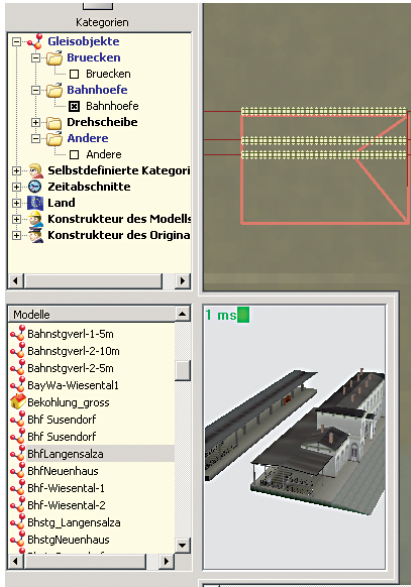 Kategorien
Gleisobjekte
Bruecken
Bruecken
Bahnhoefe
Bahnhoefe
Drehscheibe
Andere
Andere
Selbstdefinierte Kategori
Zeitabschnitte
Land
Konstrukteur des Modells
Konstrukteur des Origina
Modelle
Bahnstgverl-1-5m
Bahnstgverl-2-10m
Bahnstgverl-2-5m
BayWa-Wiesental1
Bekohlung_gross
Bhf Susendorf
Bhf Susendorf
BhfLangensalza
BhfNeuenhaus
Bhf-Wiesental-1
Bhf-Wiesental-2
Bhstg_Langensalza
BhstgNeuenhaus
1 ms